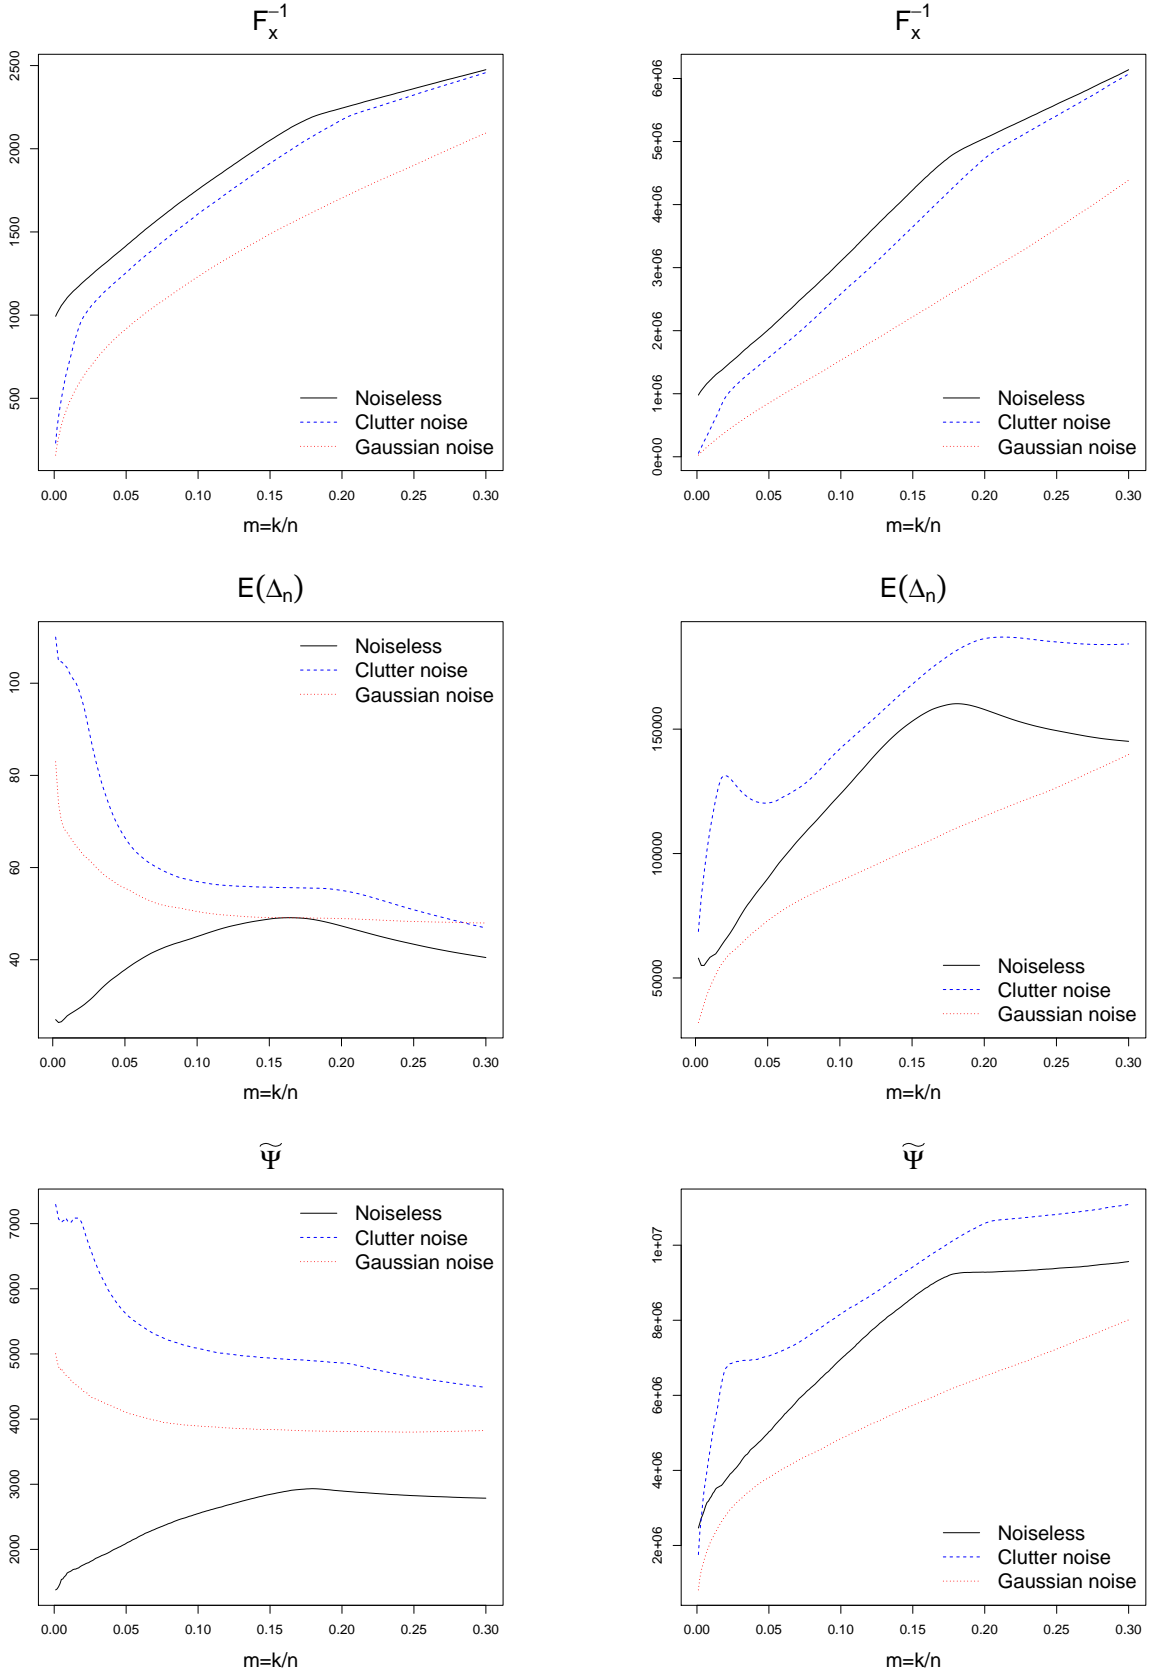 F_x^{-1}
2500
2000
1500
1000
500
Noiseless
Clutter noise
Gaussian noise
0.00 0.05 0.10 0.15 0.20 0.25 0.30
m=k/n
F_x^{-1}
6e+06
5e+06
4e+06
3e+06
2e+06
1e+06
0e+00
Noiseless
Clutter noise
Gaussian noise
0.00 0.05 0.10 0.15 0.20 0.25 0.30
m=k/n
E(Δ_n)
100
80
60
40
Noiseless
Clutter noise
Gaussian noise
0.00 0.05 0.10 0.15 0.20 0.25 0.30
m=k/n
E(Δ_n)
150000
100000
50000
Noiseless
Clutter noise
Gaussian noise
0.00 0.05 0.10 0.15 0.20 0.25 0.30
m=k/n
Ψ̃
7000
6000
5000
4000
3000
2000
Noiseless
Clutter noise
Gaussian noise
0.00 0.05 0.10 0.15 0.20 0.25 0.30
m=k/n
Ψ̃
1e+07
8e+06
6e+06
4e+06
2e+06
Noiseless
Clutter noise
Gaussian noise
0.00 0.05 0.10 0.15 0.20 0.25 0.30
m=k/n